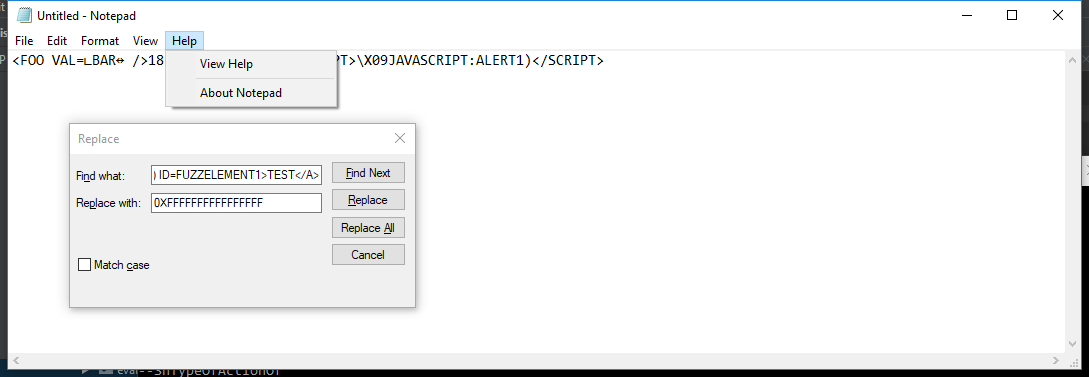 Untitled - Notepad
File Edit Format View Help
<FOO VAL=∟BAR↔ />18 PT>\X09JAVASCRIPT:ALERT1)</SCRIPT>
View Help
About Notepad
Replace
Find what: )ID=FUZZELEMENT1>TEST</A> Find Next
Replace with: 0XFFFFFFFFFFFFFFFF Replace
Replace All
Cancel
Match case